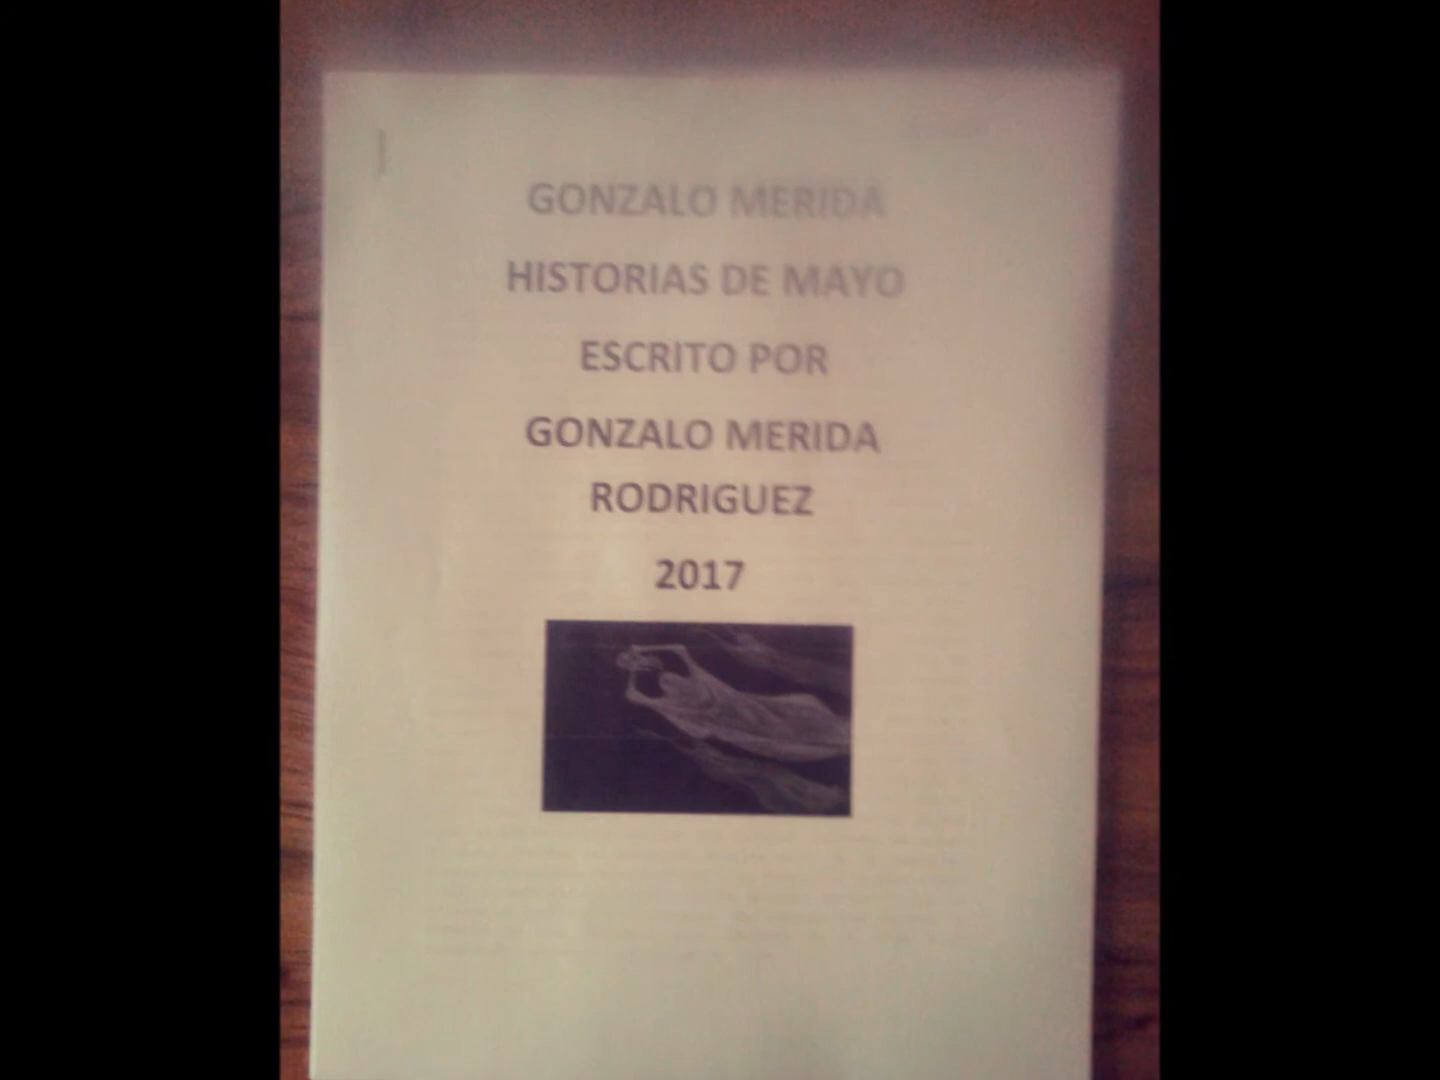 GONZALO MERIDA
HISTORIAS DE MAYO
ESCRITO POR
GONZALO MERIDA
RODRIGUEZ
2017